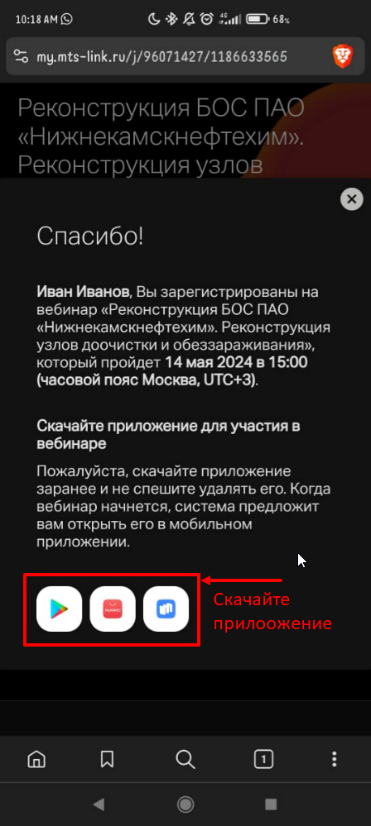 10:18 AM
4G
68%
my.mts-link.ru/j/96071427/1186633565
Реконструкция БОС ПАО
«Нижнекамскнефтехим».
Реконструкция узлов
Спасибо!
Иван Иванов, Вы зарегистрированы на
вебинар «Реконструкция БОС ПАО
«Нижнекамскнефтехим». Реконструкция
узлов доочистки и обеззараживания»,
который пройдет 14 мая 2024 в 15:00
(часовой пояс Москва, UTC+3).
Скачайте приложение для участия в
вебинаре
Пожалуйста, скачайте приложение
заранее и не спешите удалять его. Когда
вебинар начнется, система предложит
вам открыть его в мобильном
приложении.
Скачайте
прилоожение
1